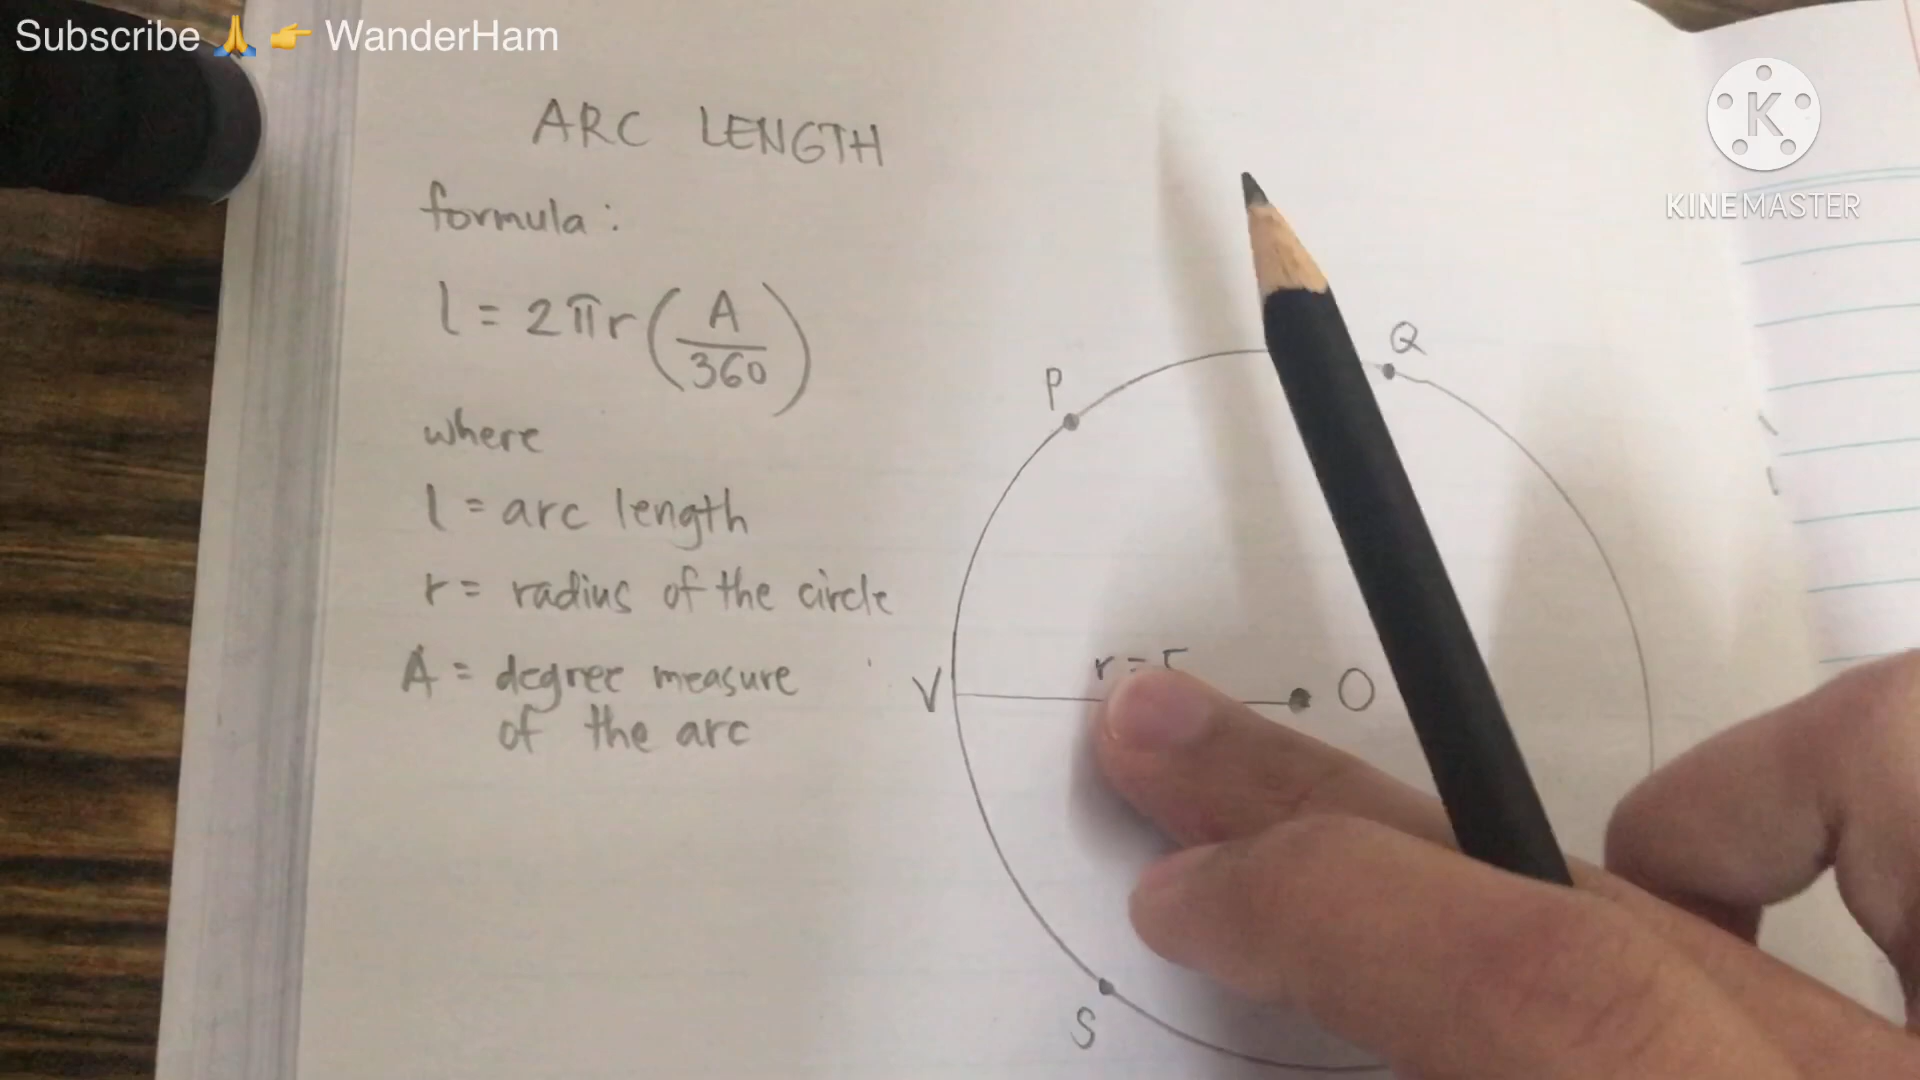 Subscribe 🙏 👉 WanderHam
KINEMASTER
ARC LENGTH
formula:
l = 2πr(A/360)
where
l = arc length
r = radius of the circle
A = degree measure
of the arc
P
Q
V
r =
O
S